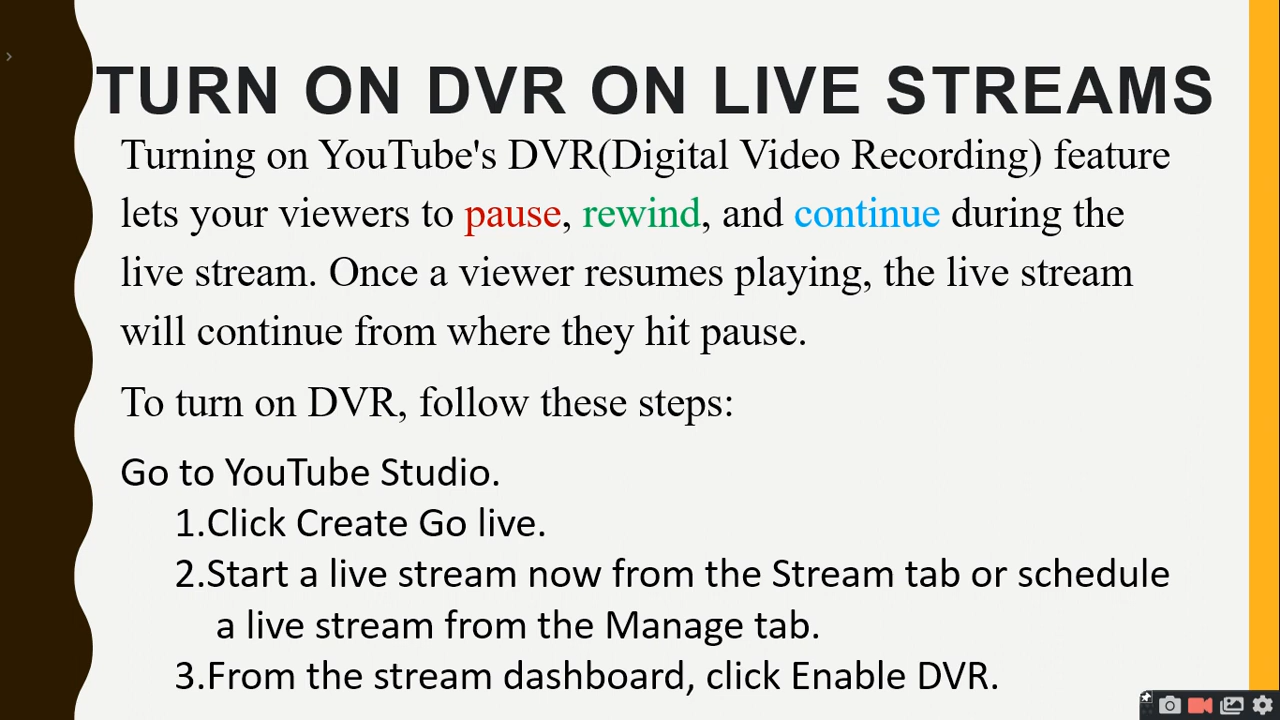 TURN ON DVR ON LIVE STREAMS
Turning on YouTube's DVR(Digital Video Recording) feature
lets your viewers to pause, rewind, and continue during the
live stream. Once a viewer resumes playing, the live stream
will continue from where they hit pause.
To turn on DVR, follow these steps:
Go to YouTube Studio.
1.Click Create Go live.
2.Start a live stream now from the Stream tab or schedule
a live stream from the Manage tab.
3.From the stream dashboard, click Enable DVR.